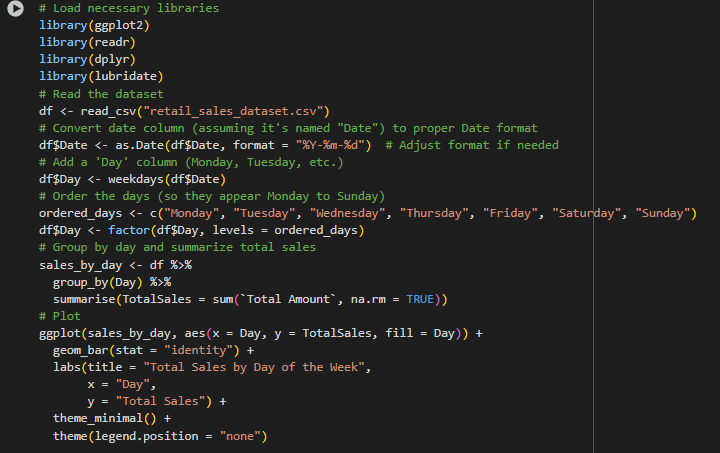 # Load necessary libraries
library(ggplot2)
library(readr)
library(dplyr)
library(lubridate)
# Read the dataset
df <- read_csv("retail_sales_dataset.csv")
# Convert date column (assuming it's named "Date") to proper Date format
df$Date <- as.Date(df$Date, format = "%Y-%m-%d")  # Adjust format if needed
# Add a 'Day' column (Monday, Tuesday, etc.)
df$Day <- weekdays(df$Date)
# Order the days (so they appear Monday to Sunday)
ordered_days <- c("Monday", "Tuesday", "Wednesday", "Thursday", "Friday", "Saturday", "Sunday")
df$Day <- factor(df$Day, levels = ordered_days)
# Group by day and summarize total sales
sales_by_day <- df %>%
  group_by(Day) %>%
  summarise(TotalSales = sum(`Total Amount`, na.rm = TRUE))
# Plot
ggplot(sales_by_day, aes(x = Day, y = TotalSales, fill = Day)) +
  geom_bar(stat = "identity") +
  labs(title = "Total Sales by Day of the Week",
       x = "Day",
       y = "Total Sales") +
  theme_minimal() +
  theme(legend.position = "none")